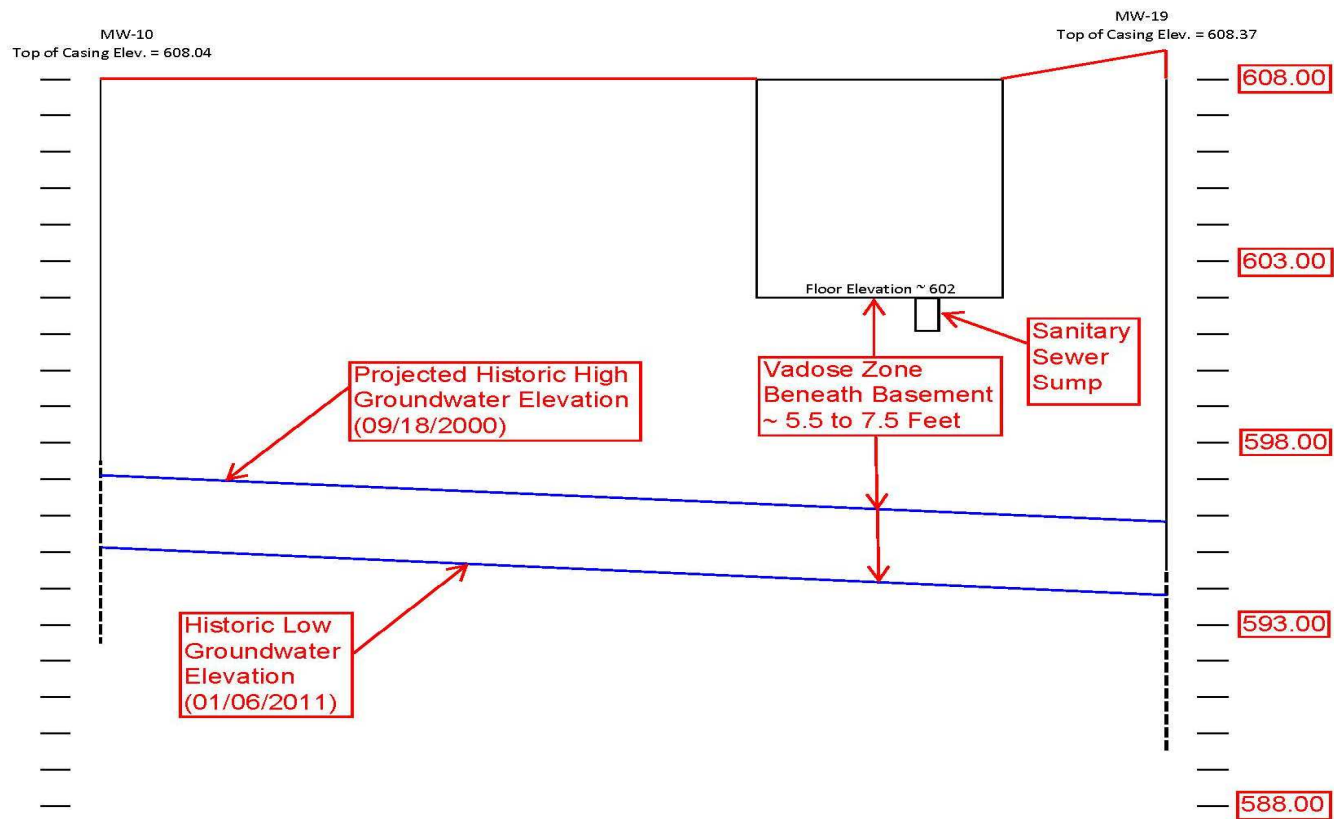 MW-10
Top of Casing Elev. = 608.04
MW-19
Top of Casing Elev. = 608.37
608.00
603.00
Floor Elevation ~ 602
Sanitary
Sewer
Sump
Projected Historic High
Groundwater Elevation
(09/18/2000)
Vadose Zone
Beneath Basement
~ 5.5 to 7.5 Feet
598.00
593.00
Historic Low
Groundwater
Elevation
(01/06/2011)
588.00